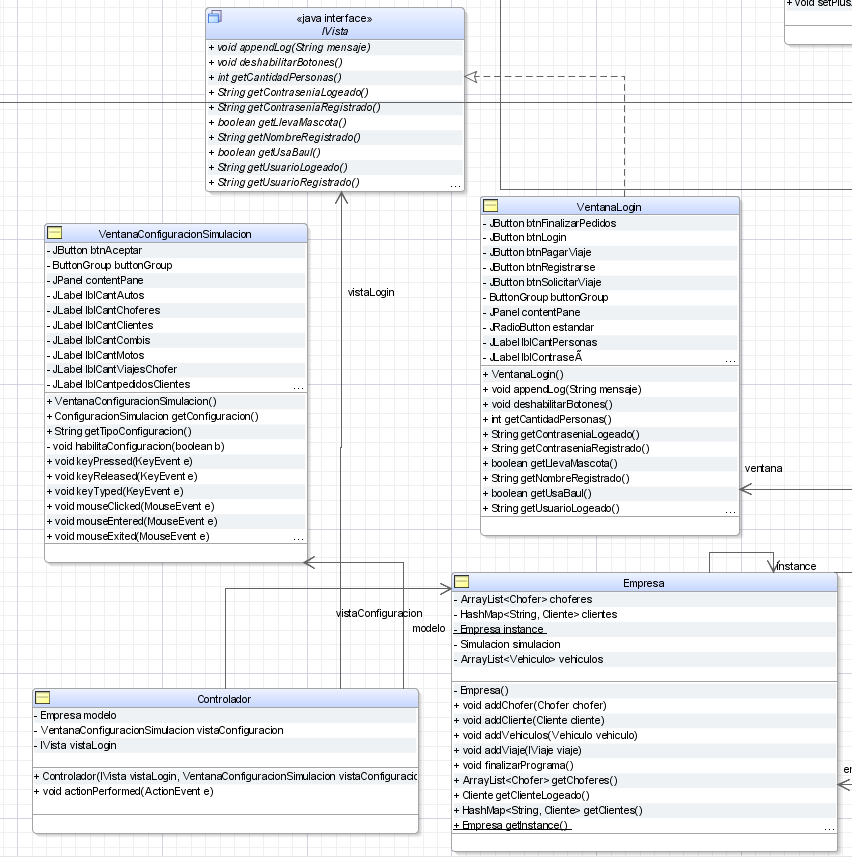 + void setPlus
«java interface»
IVista
+ void appendLog(String mensaje)
+ void deshabilitarBotones()
+ int getCantidadPersonas()
+ String getContraseniaLogeado()
+ String getContraseniaRegistrado()
+ boolean getLlevaMascota()
+ String getNombreRegistrado()
+ boolean getUsaBaul()
+ String getUsuarioLogeado()
+ String getUsuarioRegistrado()
...
VentanaConfiguracionSimulacion
- JButton btnAceptar
- ButtonGroup buttonGroup
- JPanel contentPane
- JLabel lblCantAutos
- JLabel lblCantChoferes
- JLabel lblCantClientes
- JLabel lblCantCombis
- JLabel lblCantMotos
- JLabel lblCantViajesChofer
- JLabel lblCantpedidosClientes
...
+ VentanaConfiguracionSimulacion()
+ ConfiguracionSimulacion getConfiguracion()
+ String getTipoConfiguracion()
- void habilitaConfiguracion(boolean b)
+ void keyPressed(KeyEvent e)
+ void keyReleased(KeyEvent e)
+ void keyTyped(KeyEvent e)
+ void mouseClicked(MouseEvent e)
+ void mouseEntered(MouseEvent e)
+ void mouseExited(MouseEvent e)
...
vistaLogin
VentanaLogin
- JButton btnFinalizarPedidos
- JButton btnLogin
- JButton btnPagarViaje
- JButton btnRegistrarse
- JButton btnSolicitarViaje
- ButtonGroup buttonGroup
- JPanel contentPane
- JRadioButton estandar
- JLabel lblCantPersonas
- JLabel lblContraseÃ
...
+ VentanaLogin()
+ void appendLog(String mensaje)
+ void deshabilitarBotones()
+ int getCantidadPersonas()
+ String getContraseniaLogeado()
+ String getContraseniaRegistrado()
+ boolean getLlevaMascota()
+ String getNombreRegistrado()
+ boolean getUsaBaul()
+ String getUsuarioLogeado()
...
ventana
instance
vistaConfiguracion
modelo
Empresa
- ArrayList<Chofer> choferes
- HashMap<String, Cliente> clientes
- Empresa instance
- Simulacion simulacion
- ArrayList<Vehiculo> vehiculos
- Empresa()
+ void addChofer(Chofer chofer)
+ void addCliente(Cliente cliente)
+ void addVehiculos(Vehiculo vehiculo)
+ void addViaje(IViaje viaje)
+ void finalizarPrograma()
+ ArrayList<Chofer> getChoferes()
+ Cliente getClienteLogeado()
+ HashMap<String, Cliente> getClientes()
+ Empresa getInstance()
...
Controlador
- Empresa modelo
- VentanaConfiguracionSimulacion vistaConfiguracion
- IVista vistaLogin
+ Controlador(IVista vistaLogin, VentanaConfiguracionSimulacion vistaConfigurac
+ void actionPerformed(ActionEvent e)